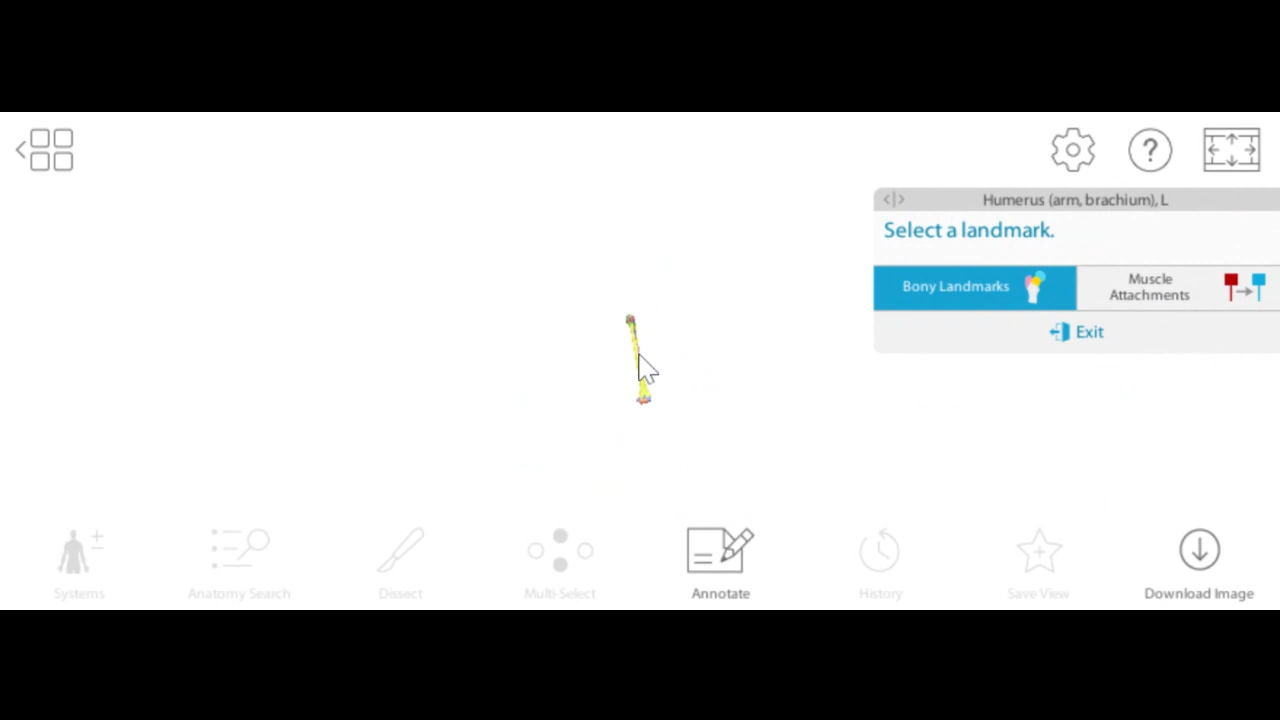 Humerus (arm, brachium), L
Select a landmark.
Bony Landmarks
Muscle
Attachments
Exit
Systems
Anatomy Search
Dissect
Multi-Select
Annotate
History
Save View
Download Image